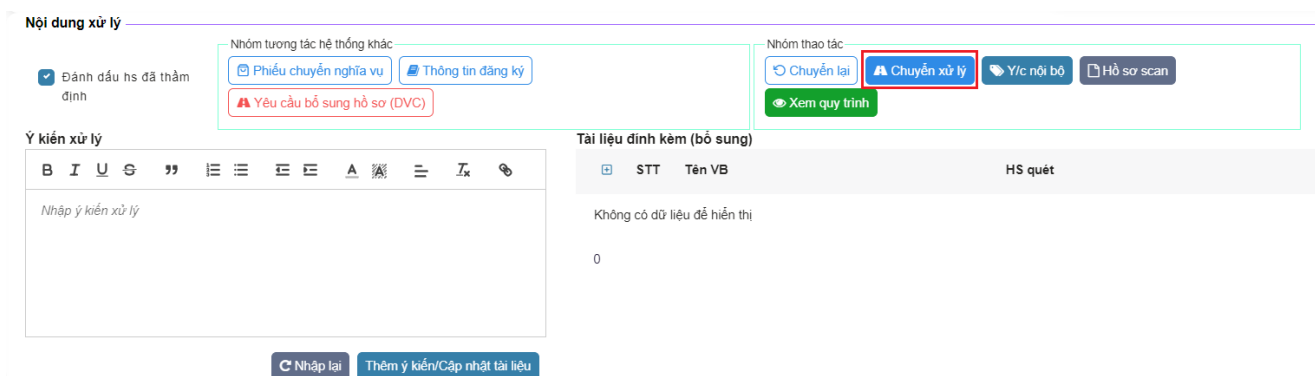 Nội dung xử lý
Nhóm tương tác hệ thống khác
Nhóm thao tác
Đánh dấu hs đã thẩm định
Phiếu chuyển nghĩa vụ
Thông tin đăng ký
Yêu cầu bổ sung hồ sơ (DVC)
Chuyển lại
Chuyển xử lý
Y/c nội bộ
Hồ sơ scan
Xem quy trình
Ý kiến xử lý
B I U S A A Tx
Nhập ý kiến xử lý
Nhập lại
Thêm ý kiến/Cập nhật tài liệu
Tài liệu đính kèm (bổ sung)
STT Tên VB HS quét
Không có dữ liệu để hiển thị
0